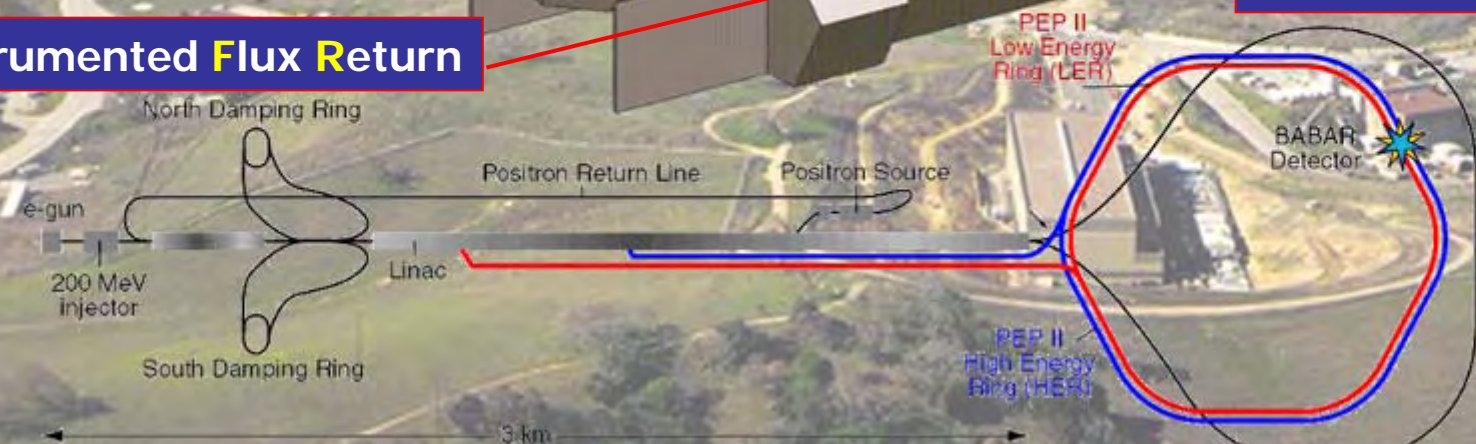 rumented Flux Return
PEP II
Low Energy
Ring (LER)
North Damping Ring
BABAR
Detector
Positron Return Line
Positron Source
e-gun
Linac
200 MeV
injector
PEP II
High Energy
Ring (HER)
South Damping Ring
3 km